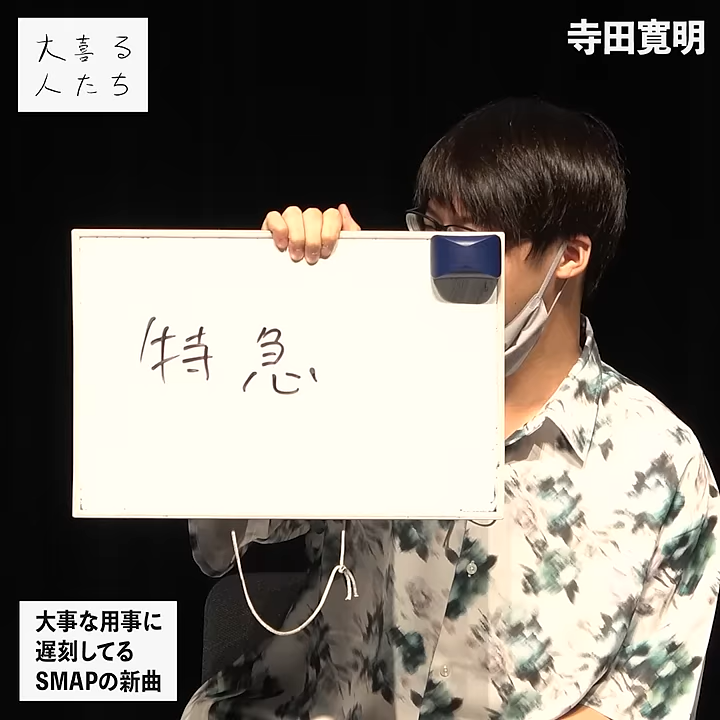 大喜る
人たち
寺田寛明
特急
大事な用事に
遅刻してる
SMAPの新曲